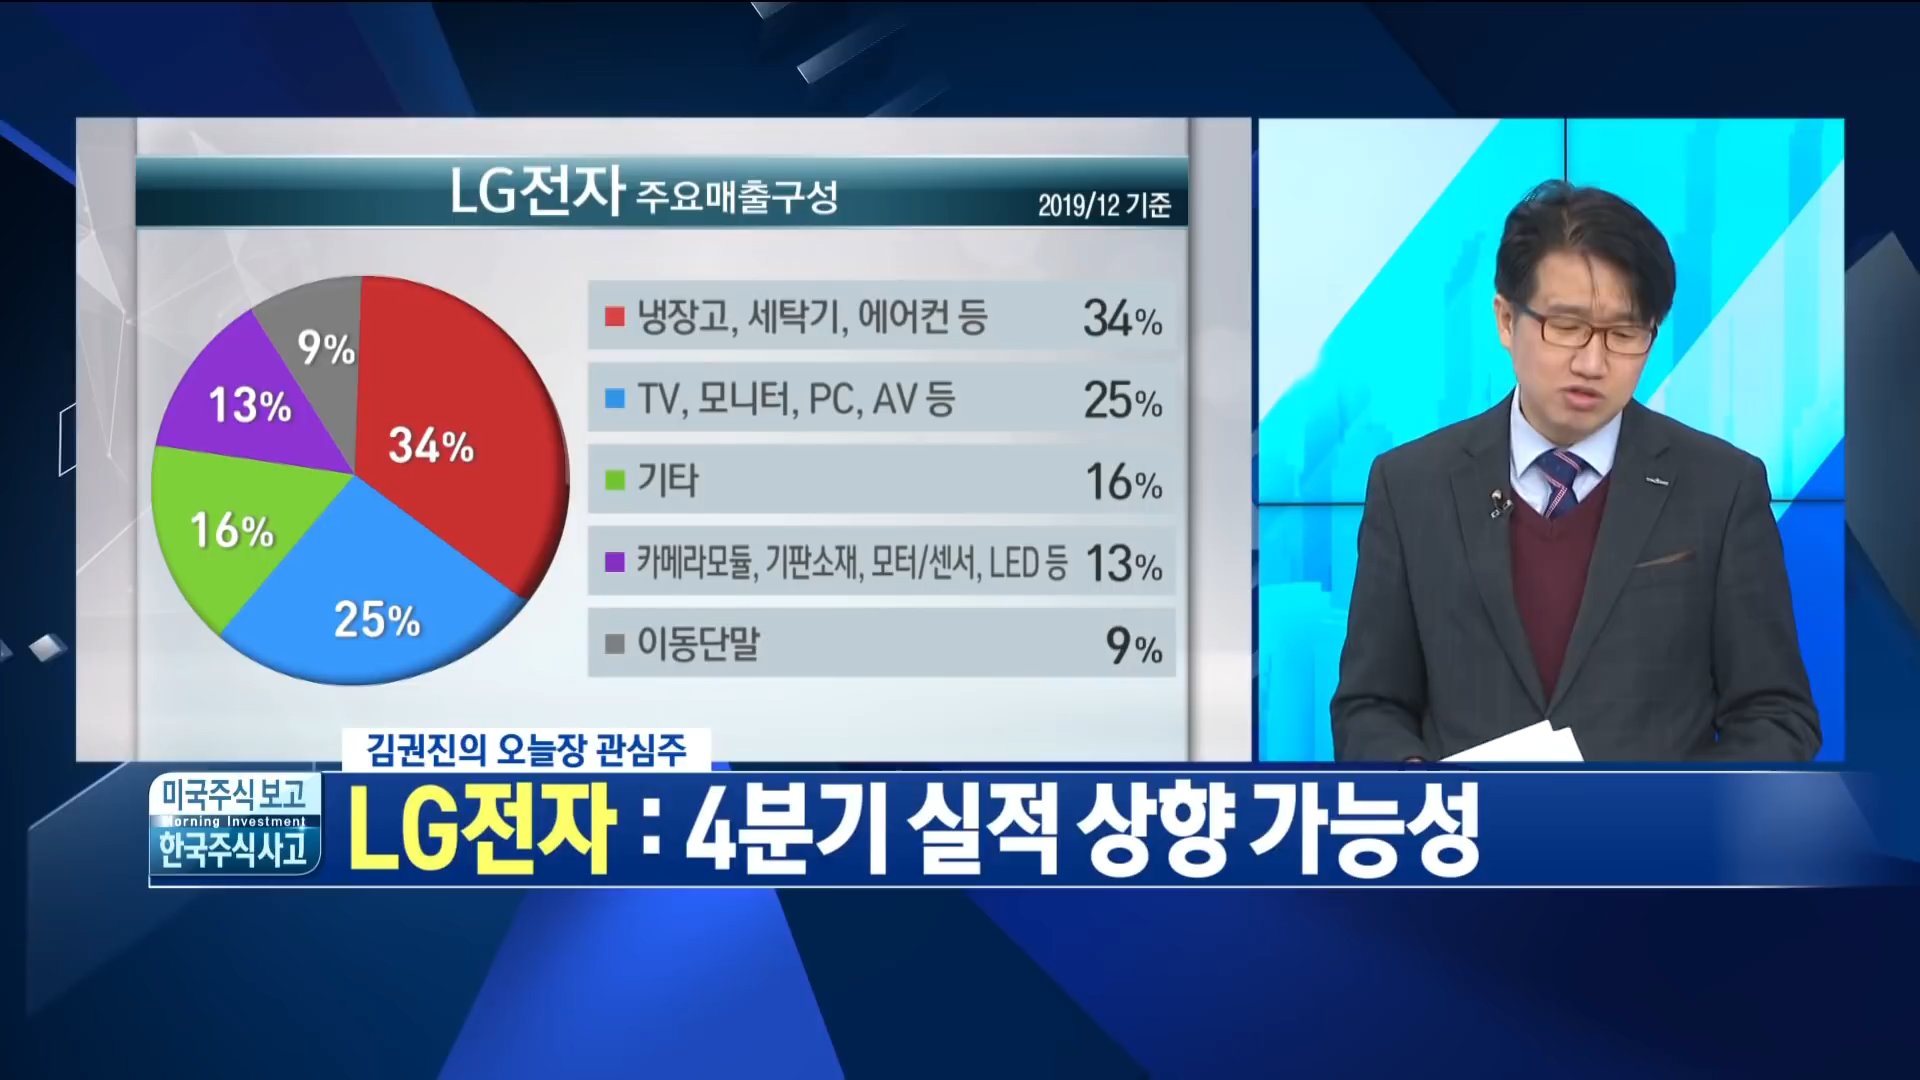 LG전자 주요매출구성
2019/12 기준
9%
13%
34%
16%
25%
냉장고, 세탁기, 에어컨 등 34%
TV, 모니터, PC, AV 등 25%
기타 16%
카메라모듈, 기판소재, 모터/센서, LED 등 13%
이동단말 9%
김권진의 오늘장 관심주
미국주식 보고
Morning Investment
한국주식 사고
LG전자 : 4분기 실적 상향 가능성